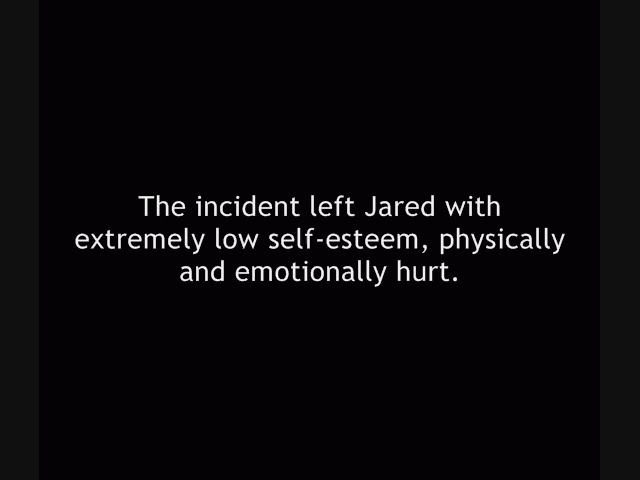 The incident left Jared with
extremely low self-esteem, physically
and emotionally hurt.